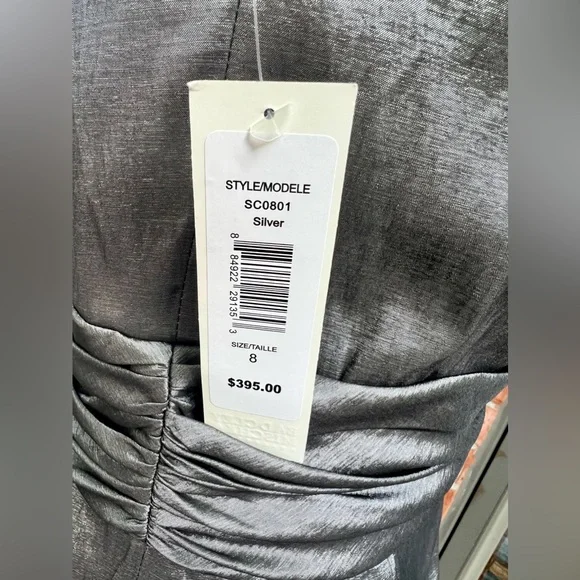 STYLE/MODELE
SC0801
Silver
8 84922 29135 3
SIZE/TAILLE
8
$395.00